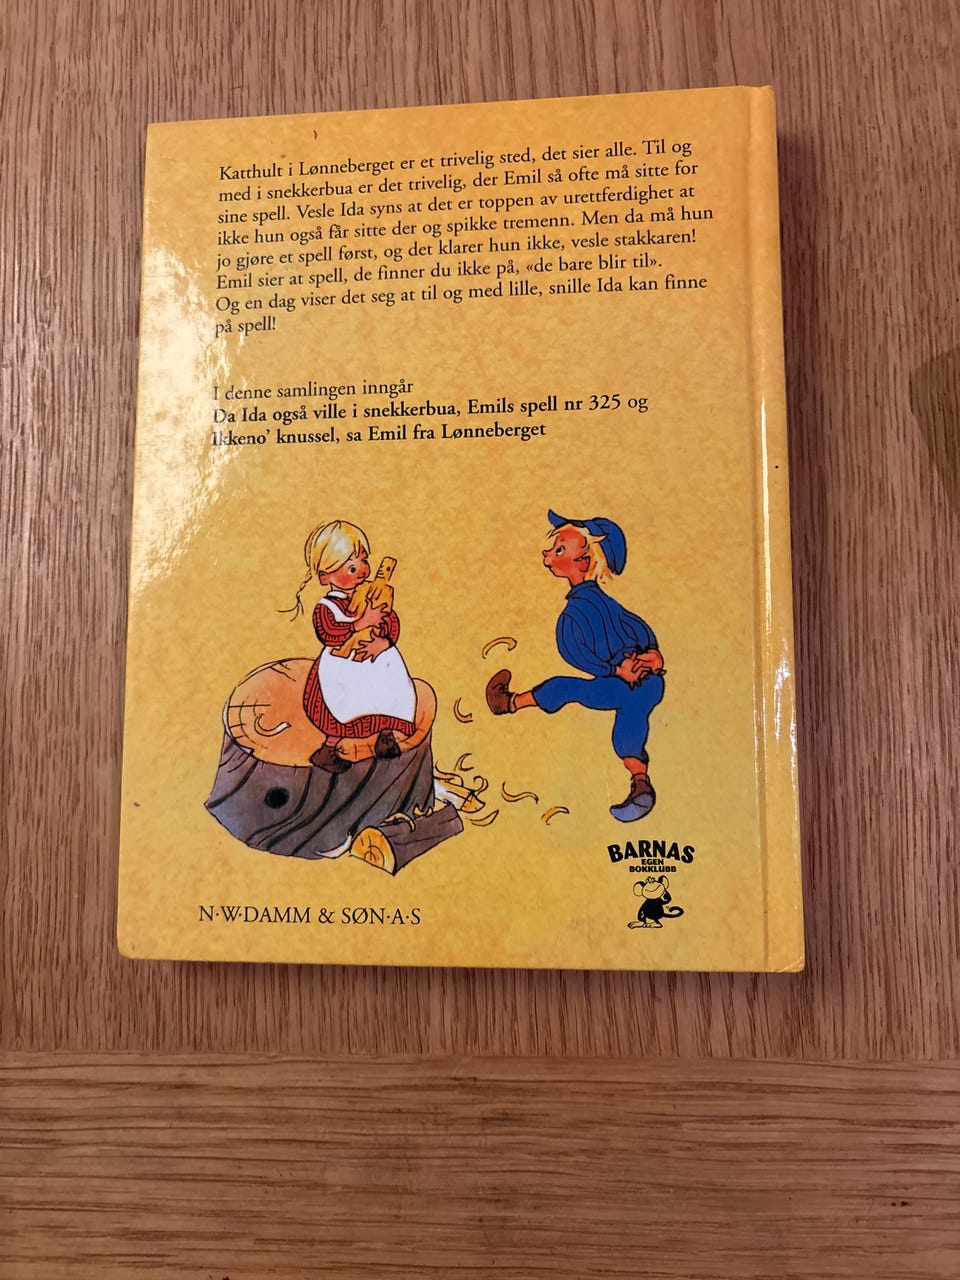 Katthult i Lønneberget er et trivelig sted, det sier alle. Til og
med i snekkerbua er det trivelig, der Emil så ofte må sitte for
sine spell. Vesle Ida syns at det er toppen av urettferdighet at
ikke hun også får sitte der og spikke tremenn. Men da må hun
jo gjøre et spell først, og det klarer hun ikke, vesle stakkaren!
Emil sier at spell, de finner du ikke på, «de bare blir til».
Og en dag viser det seg at til og med lille, snille Ida kan finne
på spell!
I denne samlingen inngår
Da Ida også ville i snekkerbua, Emils spell nr 325 og
Ikkeno' knussel, sa Emil fra Lønneberget
BARNAS
EGEN
BOKKLUBB
N·W·DAMM & SØN·A·S